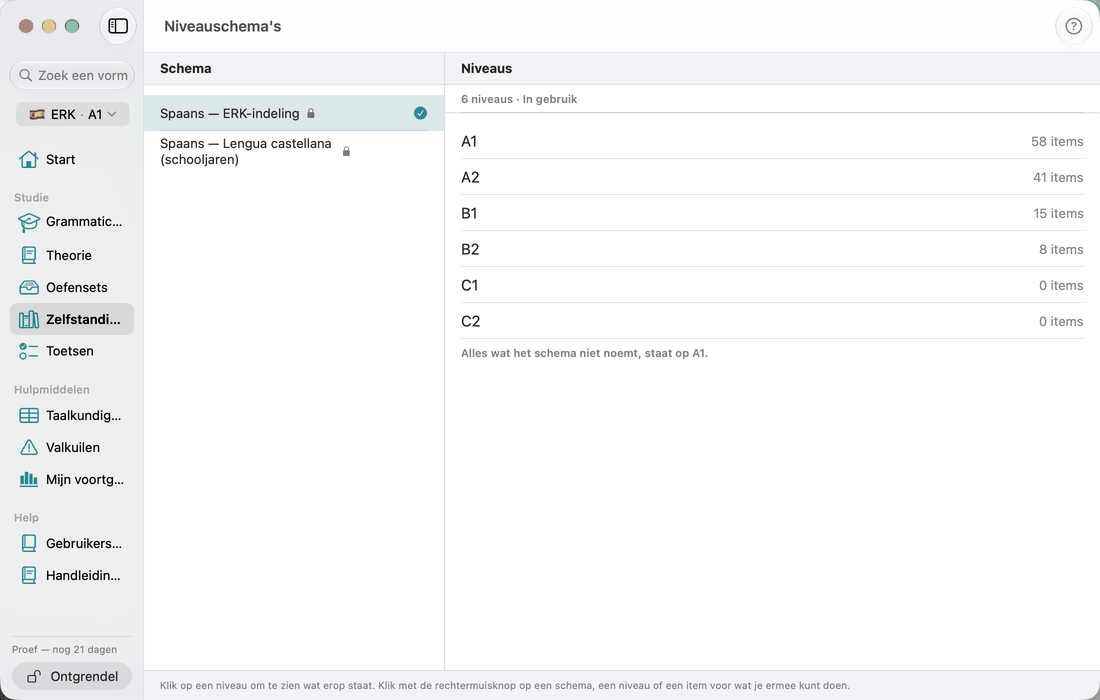 Niveauschema's
Zoek een vorm
ERK · A1
Start
Studie
Grammatic...
Theorie
Oefensets
Zelfstandi...
Toetsen
Hulpmiddelen
Taalkundig...
Valkuilen
Mijn voortg...
Help
Gebruikers...
Handleidin...
Proef — nog 21 dagen
Ontgrendel
Schema
Spaans — ERK-indeling
Spaans — Lengua castellana
(schooljaren)
Niveaus
6 niveaus · In gebruik
A1 58 items
A2 41 items
B1 15 items
B2 8 items
C1 0 items
C2 0 items
Alles wat het schema niet noemt, staat op A1.
Klik op een niveau om te zien wat erop staat. Klik met de rechtermuisknop op een schema, een niveau of een item voor wat je ermee kunt doen.